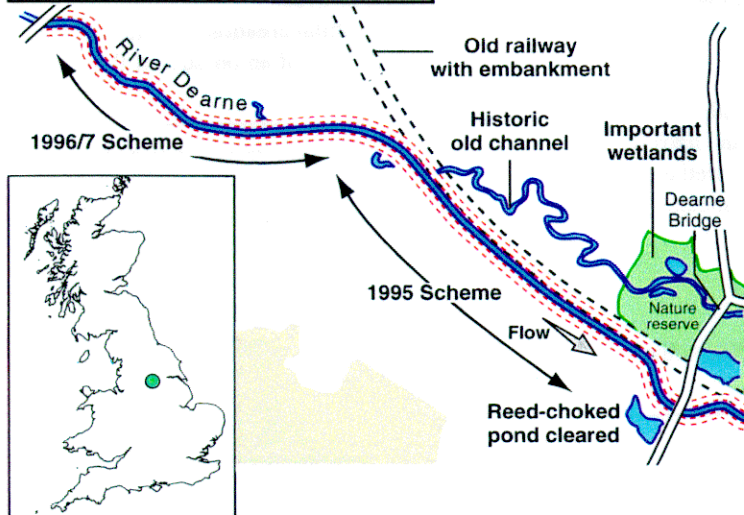 River Dearne
Old railway
with embankment
Historic
old channel
Important
wetlands
Dearne
Bridge
1996/7 Scheme
1995 Scheme
Nature
reserve
Flow
Reed-choked
pond cleared